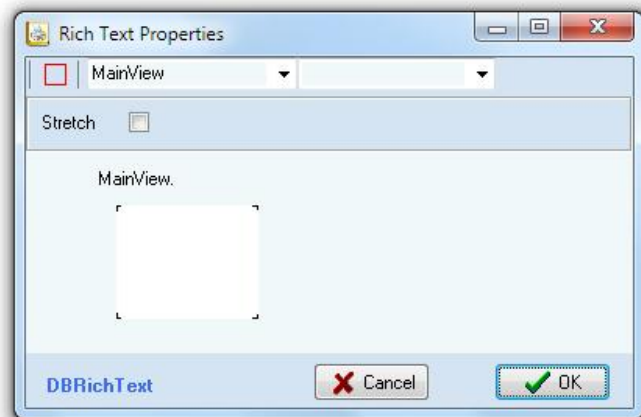 Rich Text Properties
MainView
Stretch
MainView.
DBRichText Cancel OK